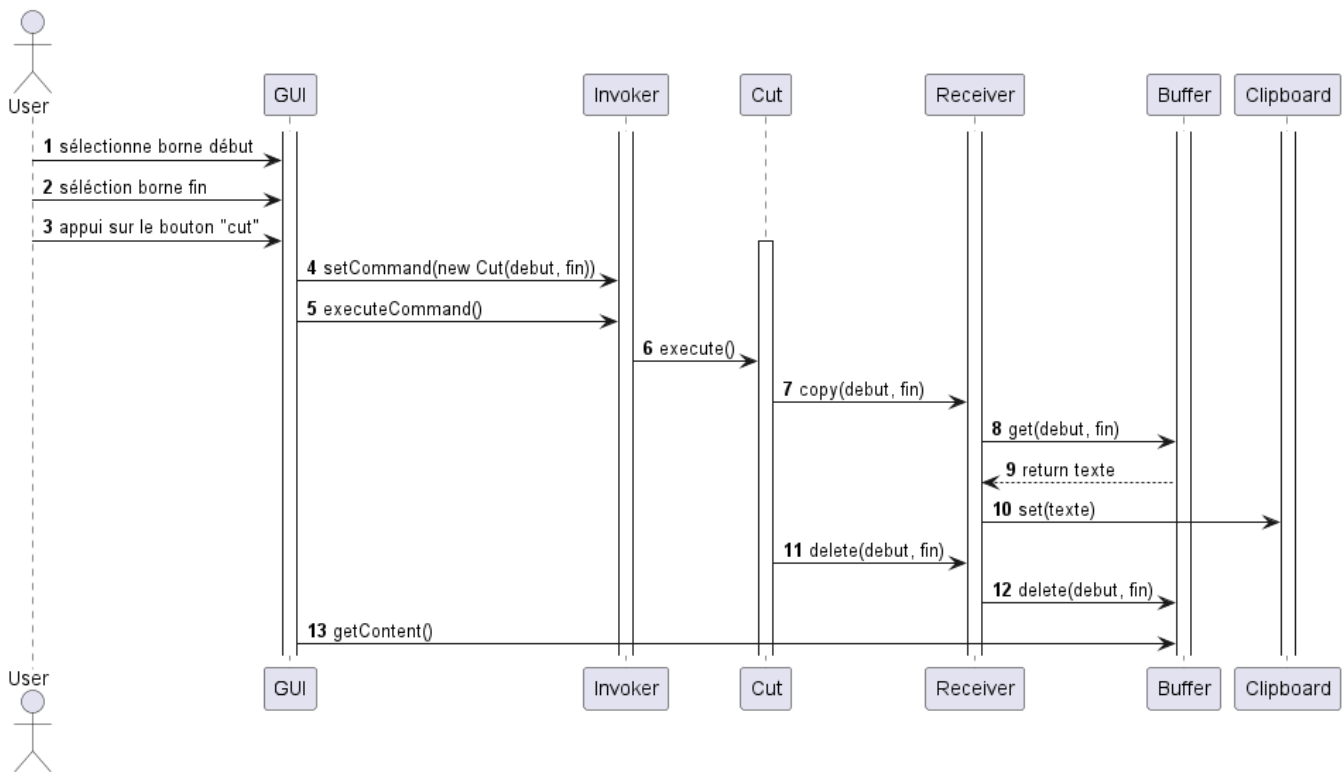 User
GUI
Invoker
Cut
Receiver
Buffer
Clipboard
1 sélectionne borne début
2 séléction borne fin
3 appui sur le bouton "cut"
4 setCommand(new Cut(debut, fin))
5 executeCommand()
6 execute()
7 copy(debut, fin)
8 get(debut, fin)
9 return texte
10 set(texte)
11 delete(debut, fin)
12 delete(debut, fin)
13 getContent()
User
GUI
Invoker
Cut
Receiver
Buffer
Clipboard